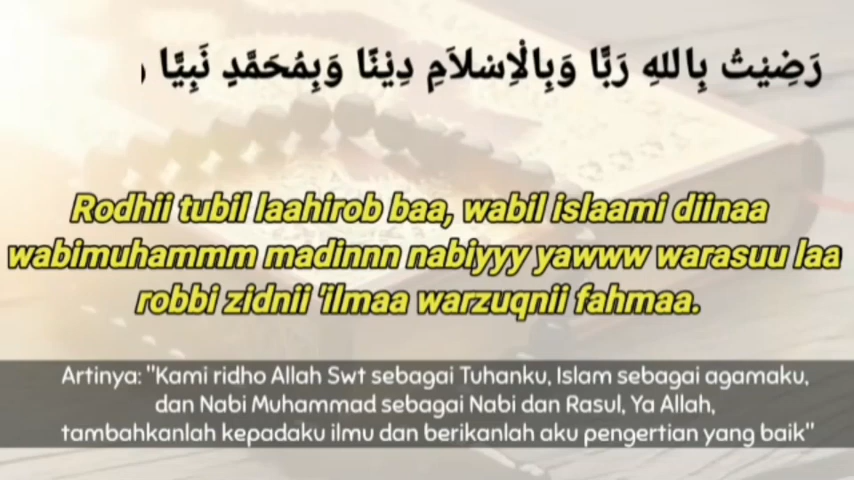 رَضِيْتُ بِاللهِ رَبًّا وَبِالْاِسْلاَمِ دِيْنًا وَبِمُحَمَّدٍ نَبِيًّا
Rodhii tubil laahirob baa, wabil islaami diinaa
wabimuhammm madinnn nabiyyy yawww warasuu laa
robbi zidnii 'ilmaa warzuqnii fahmaa.
Artinya: "Kami ridho Allah Swt sebagai Tuhanku, Islam sebagai agamaku,
dan Nabi Muhammad sebagai Nabi dan Rasul, Ya Allah,
tambahkanlah kepadaku ilmu dan berikanlah aku pengertian yang baik"